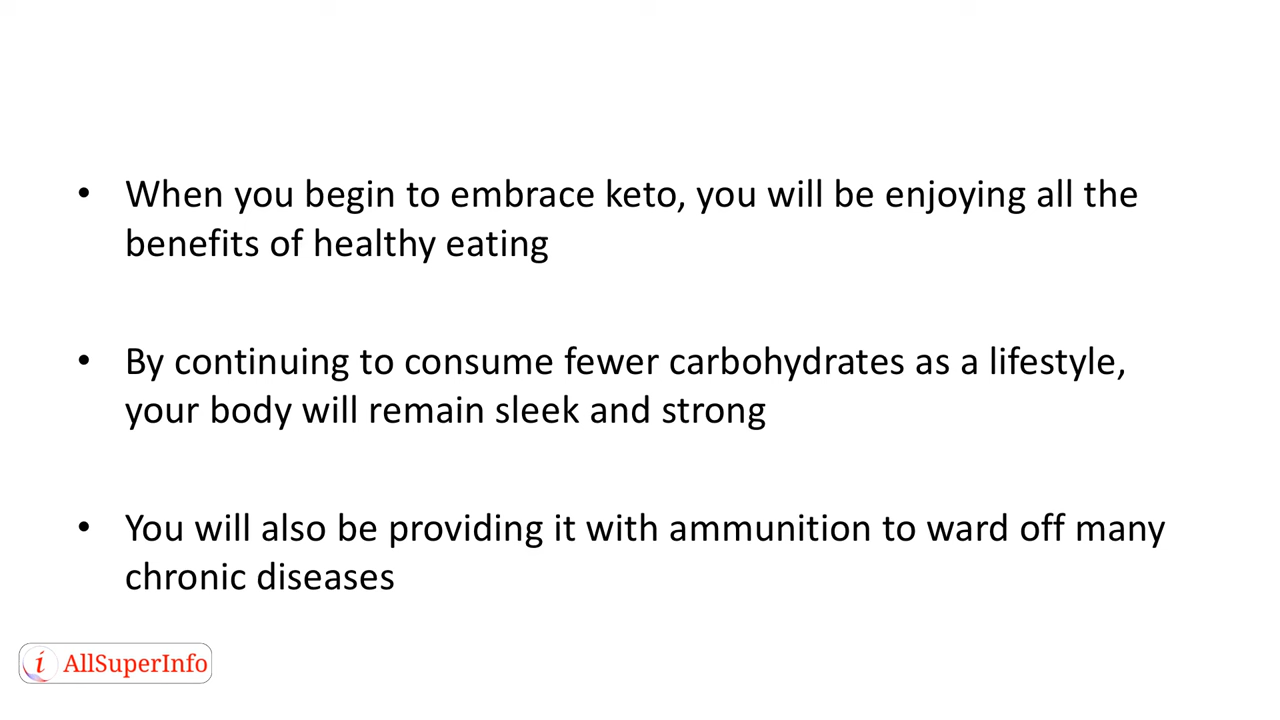 • When you begin to embrace keto, you will be enjoying all the
benefits of healthy eating
• By continuing to consume fewer carbohydrates as a lifestyle,
your body will remain sleek and strong
• You will also be providing it with ammunition to ward off many
chronic diseases
i AllSuperInfo